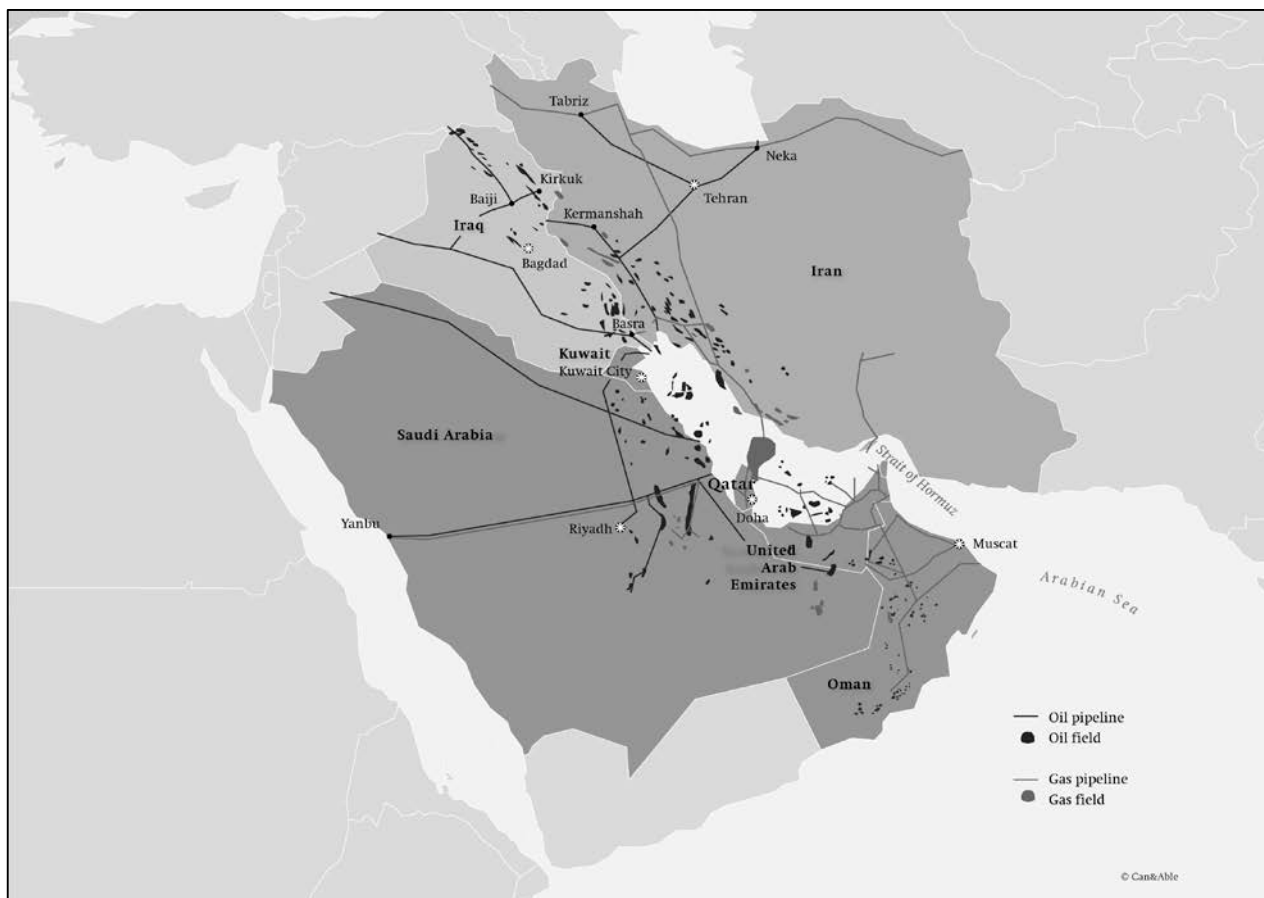 Tabriz
Neka
Kirkuk
Baiji
Tehran
Kermanshah
Iraq
Bagdad
Iran
Basra
Kuwait
Kuwait City
Saudi Arabia
Strait of Hormuz
Qatar
Doha
Yanbu
Riyadh
Muscat
United
Arab
Emirates
Arabian Sea
Oman
Oil pipeline
Oil field
Gas pipeline
Gas field
© Can&Able